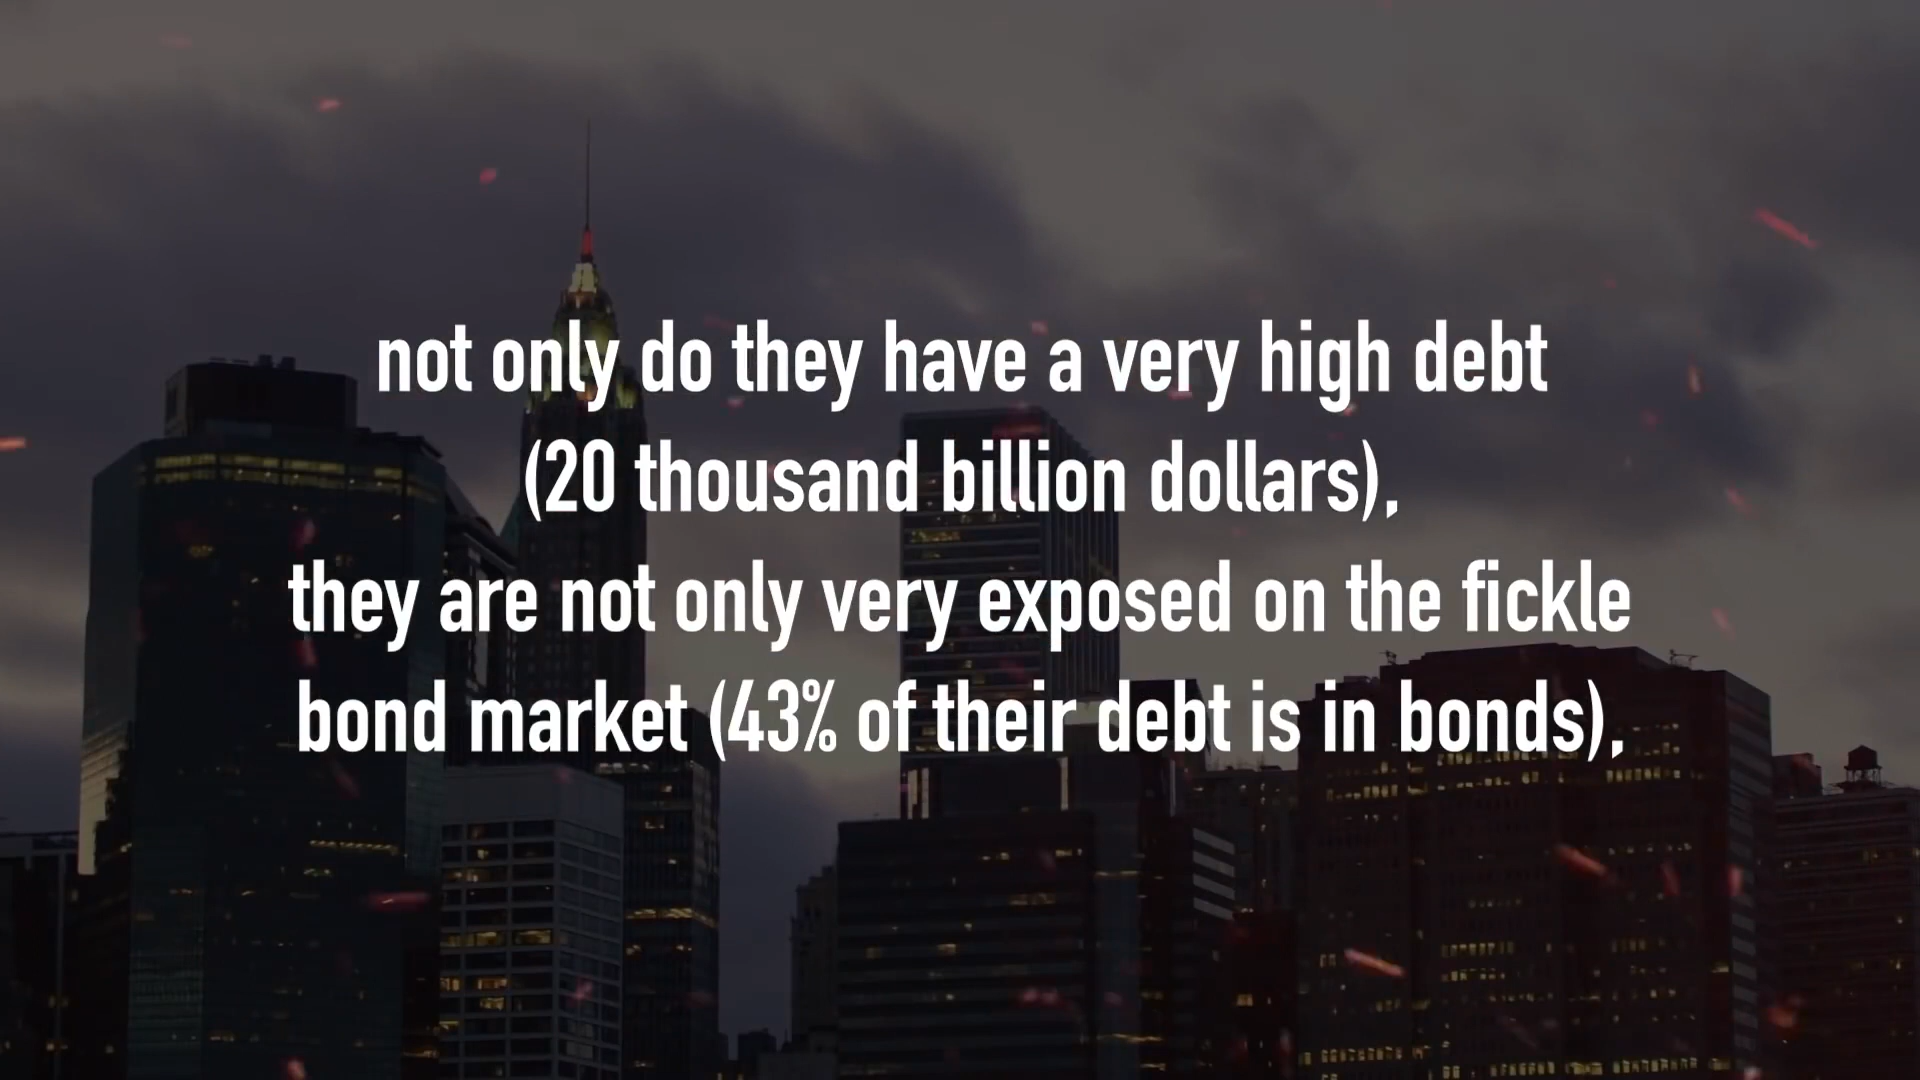 not only do they have a very high debt
(20 thousand billion dollars),
they are not only very exposed on the fickle
bond market (43% of their debt is in bonds),